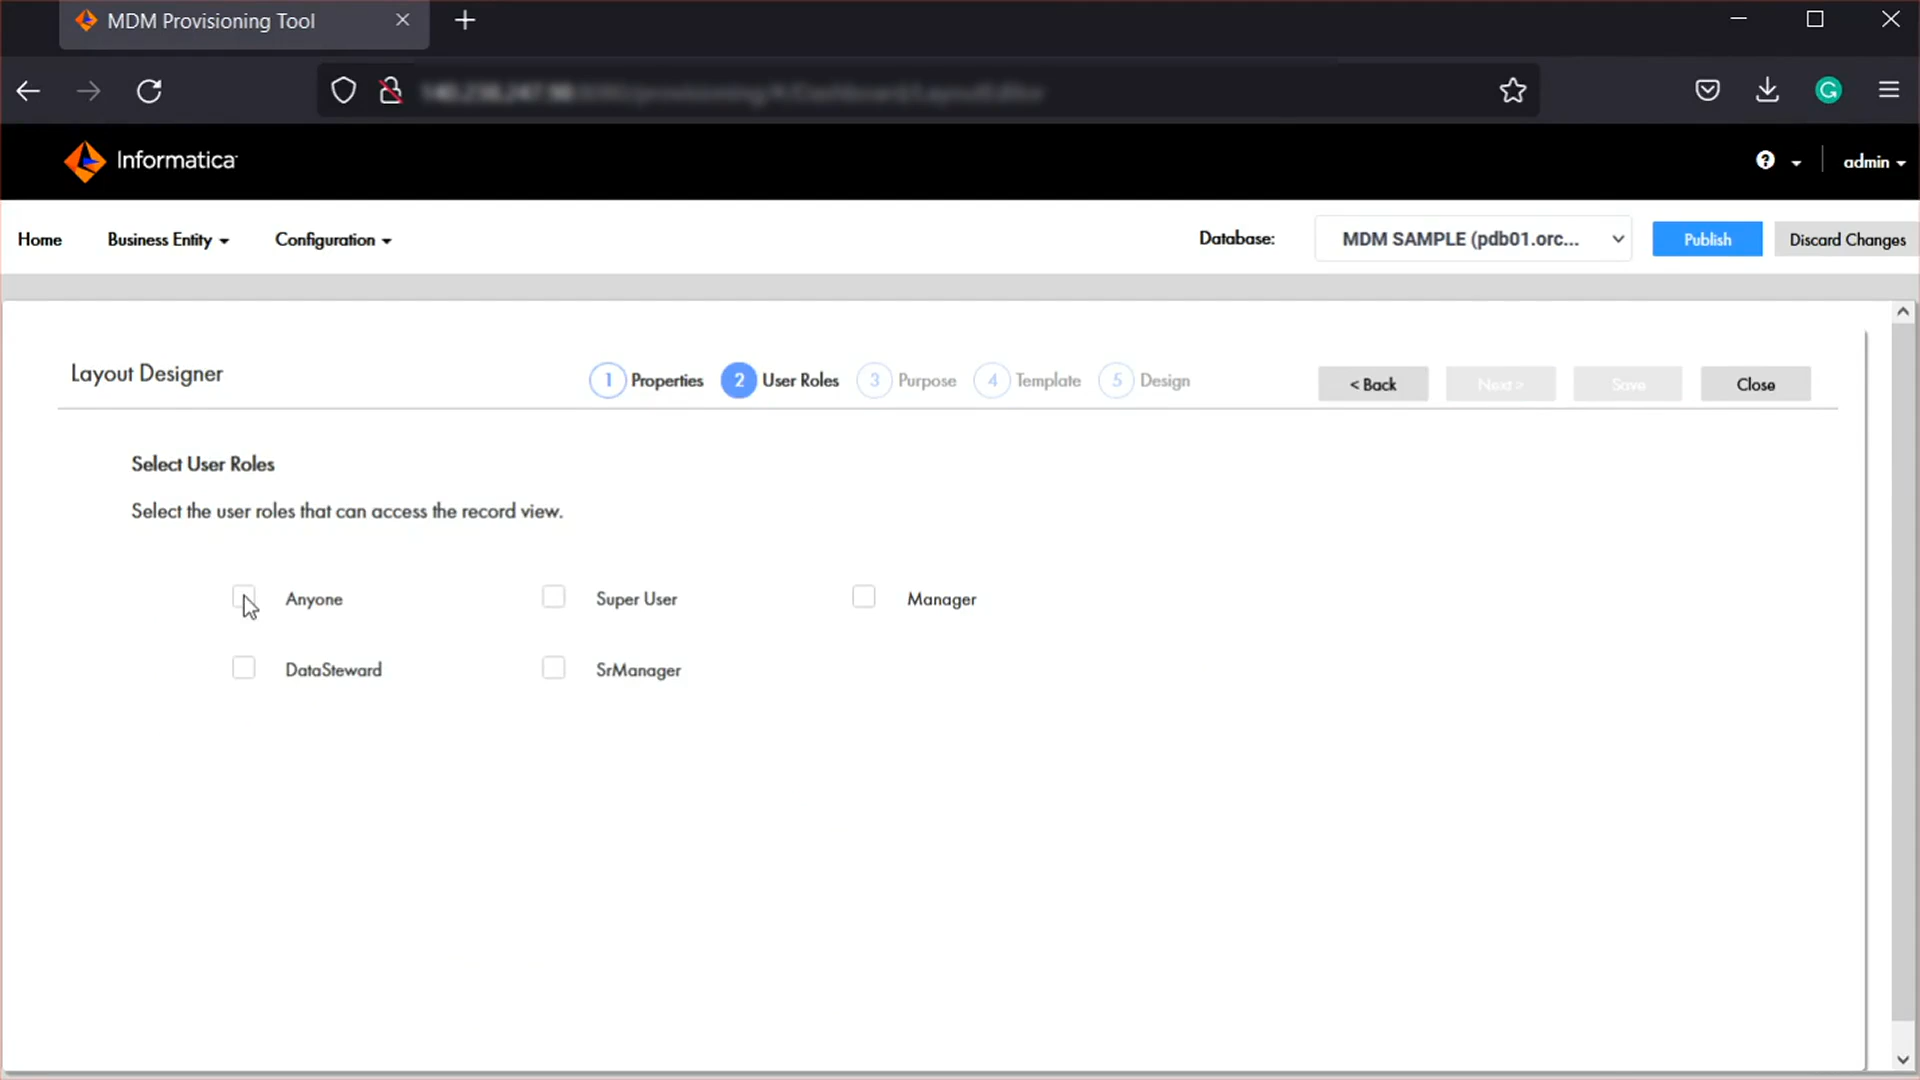 MDM Provisioning Tool
Informatica
admin
Home
Business Entity
Configuration
Database:
MDM SAMPLE (pdb01.orc...
Publish
Discard Changes
Layout Designer
1 Properties
2 User Roles
3 Purpose
4 Template
5 Design
< Back
Next >
Save
Close
Select User Roles
Select the user roles that can access the record view.
Anyone
Super User
Manager
DataSteward
SrManager